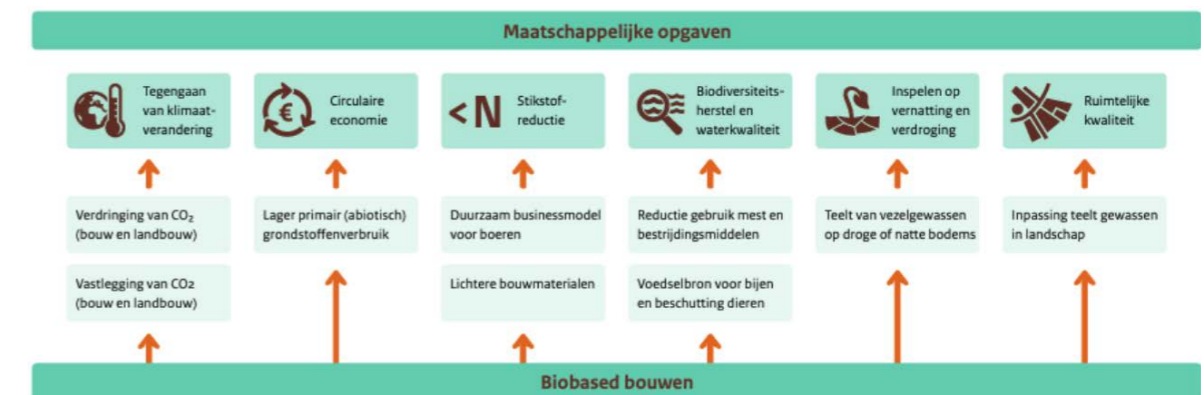 Maatschappelijke opgaven
Tegengaan
van klimaat-
verandering
€
Circulaire
economie
<N
Stikstof-
reductie
Biodiversiteits-
herstel en
waterkwaliteit
Inspelen op
vernatting en
verdroging
Ruimtelijke
kwaliteit
Verdringing van CO₂
(bouw en landbouw)
Lager primair (abiotisch)
grondstoffenverbruik
Duurzaam businessmodel
voor boeren
Reductie gebruik mest en
bestrijdingsmiddelen
Teelt van vezelgewassen
op droge of natte bodems
Inpassing teelt gewassen
in landschap
Vastlegging van CO2
(bouw en landbouw)
Lichtere bouwmaterialen
Voedselbron voor bijen
en beschutting dieren
Biobased bouwen